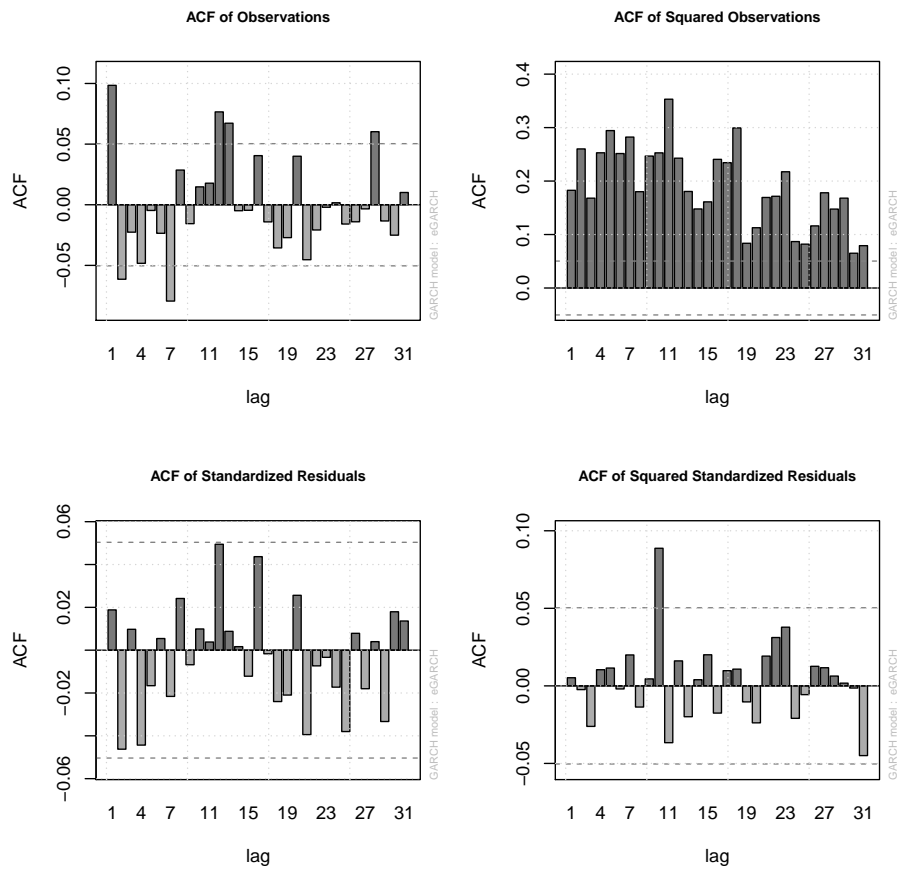 ACF of Observations
ACF
0.10
0.05
0.00
−0.05
1 4 7 11 15 19 23 27 31
lag
GARCH model : eGARCH
ACF of Squared Observations
ACF
0.4
0.3
0.2
0.1
0.0
1 4 7 11 15 19 23 27 31
lag
GARCH model : eGARCH
ACF of Standardized Residuals
ACF
0.06
0.02
−0.02
−0.06
1 4 7 11 15 19 23 27 31
lag
GARCH model : eGARCH
ACF of Squared Standardized Residuals
ACF
0.10
0.05
0.00
−0.05
1 4 7 11 15 19 23 27 31
lag
GARCH model : eGARCH